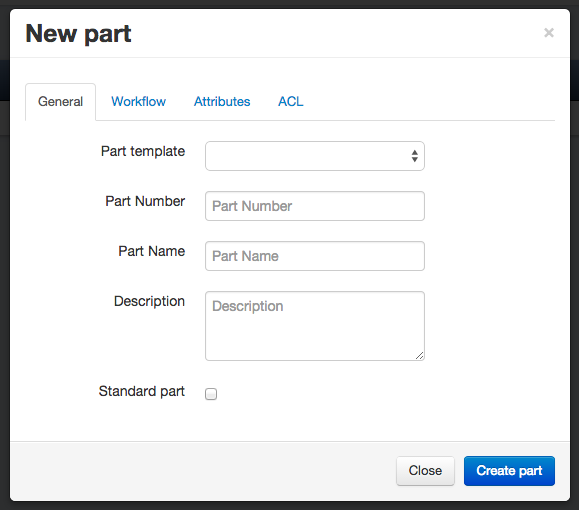 New part
×
General Workflow Attributes ACL
Part template
Part Number Part Number
Part Name Part Name
Description Description
Standard part
Close Create part